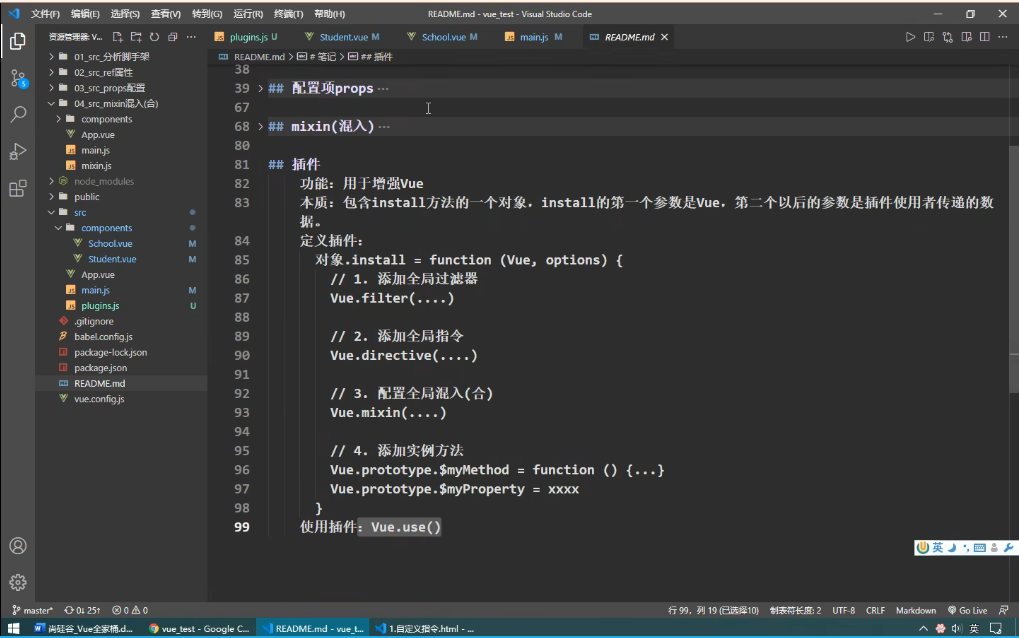 文件(F) 编辑(E) 选择(S) 查看(V) 转到(G) 运行(R) 终端(T) 帮助(H) README.md - vue_test - Visual Studio Code
资源管理器: V... plugins.js U Student.vue M School.vue M main.js M README.md
README.md > # 笔记 > ## 插件
01_src_分析脚手架
02_src_ref属性
03_src_props配置
04_src_mixin混入(合)
components
App.vue
main.js
mixin.js
node_modules
public
src
components
School.vue M
Student.vue M
App.vue
main.js M
plugins.js U
.gitignore
babel.config.js
package-lock.json
package.json
README.md
vue.config.js
5
38
39 > ## 配置项props ...
67
68 > ## mixin(混入) ...
80
81 ## 插件
82 功能: 用于增强Vue
83 本质: 包含install方法的一个对象，install的第一个参数是Vue，第二个以后的参数是插件使用者传递的数
据。
84 定义插件:
85 对象.install = function (Vue, options) {
86 // 1. 添加全局过滤器
87 Vue.filter(....)
88
89 // 2. 添加全局指令
90 Vue.directive(....)
91
92 // 3. 配置全局混入(合)
93 Vue.mixin(....)
94
95 // 4. 添加实例方法
96 Vue.prototype.$myMethod = function () {...}
97 Vue.prototype.$myProperty = xxxx
98 }
99 使用插件: Vue.use()
英
master* 0↓ 25↑ 0 0 行 99，列 19 (已选择10) 制表符长度: 2 UTF-8 CRLF Markdown Go Live
尚硅谷_Vue全家桶.d... vue_test - Google C... README.md - vue_t... 1.自定义指令.html - ... 英